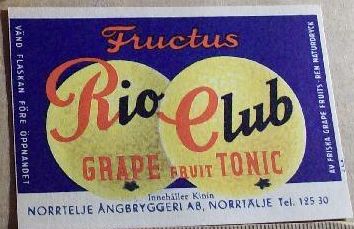 Fructus
Rio Club
GRAPE FRUIT TONIC
Innehåller Kinin
NORRTELJE ÅNGBRYGGERI AB, NORRTÄLJE Tel. 125 30
VÄND FLASKAN FÖRE ÖPPNANDET
AV FRISKA GRAPE FRUITS · REN NATURDRYCK